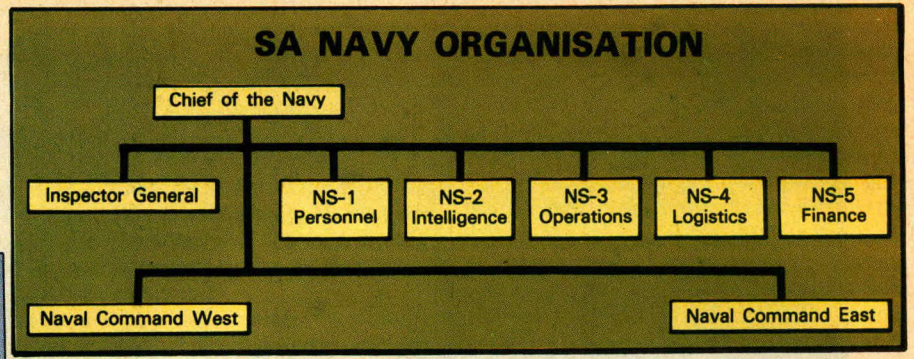 SA NAVY ORGANISATION
Chief of the Navy
Inspector General
NS-1
Personnel
NS-2
Intelligence
NS-3
Operations
NS-4
Logistics
NS-5
Finance
Naval Command West
Naval Command East